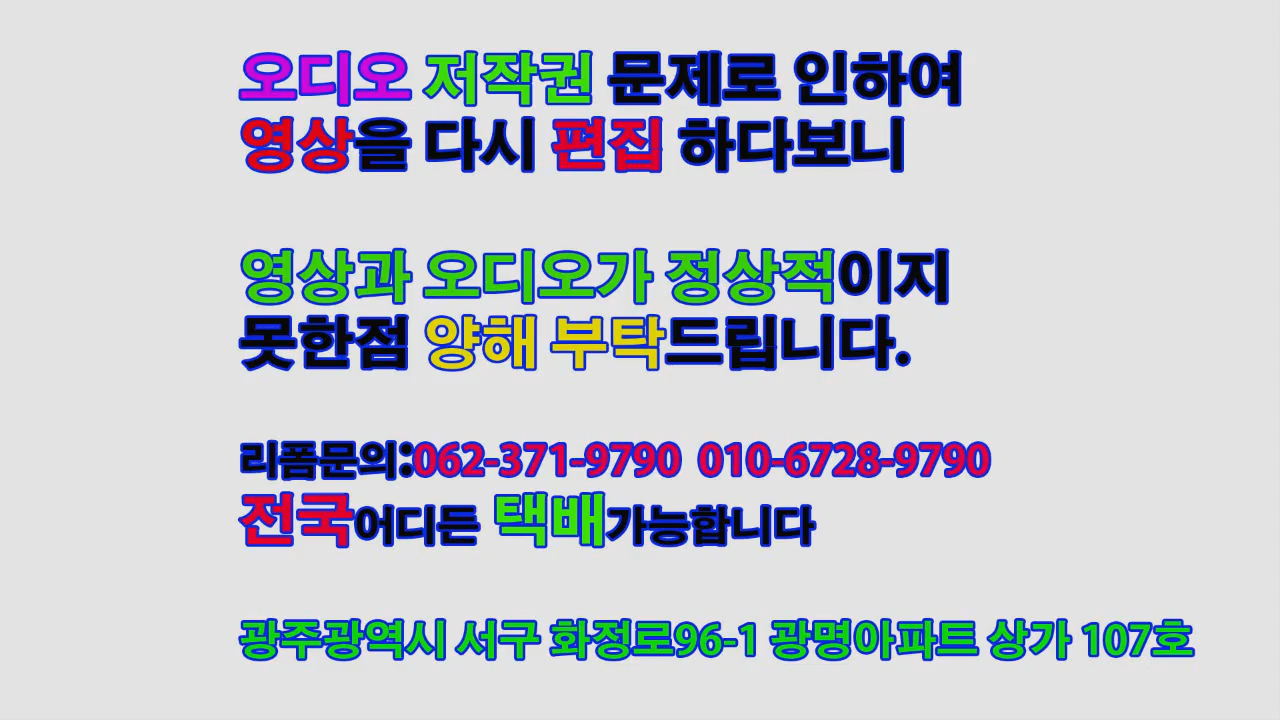 오디오 저작권 문제로 인하여
영상을 다시 편집 하다보니
영상과 오디오가 정상적이지
못한점 양해 부탁드립니다.
리폼문의:062-371-9790 010-6728-9790
전국어디든 택배가능합니다
광주광역시 서구 화정로96-1 광명아파트 상가 107호